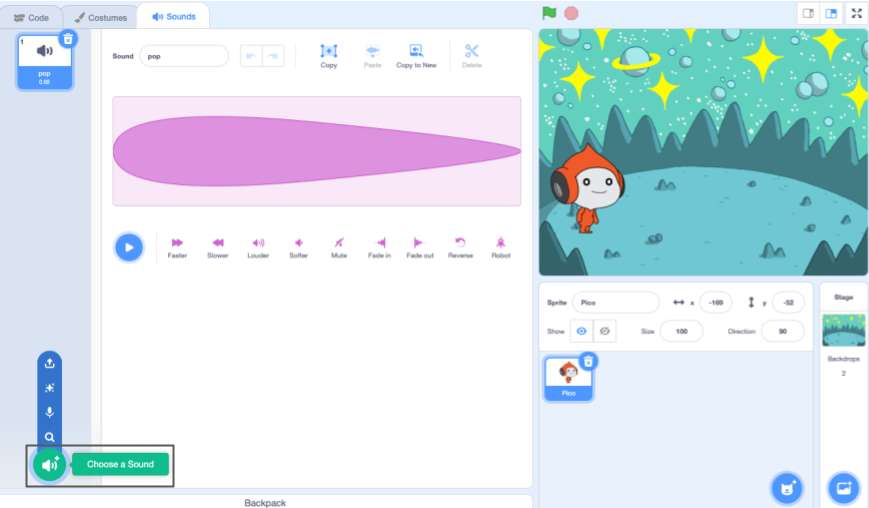 Code Costumes Sounds
1
pop
0.02
Sound pop
Copy Paste Copy to New Delete
Faster Slower Louder Softer Mute Fade in Fade out Reverse Robot
Choose a Sound
Backpack
Sprite Pico x -169 y -52
Show Size 100 Direction 90
Pico
Stage
Backdrops
2